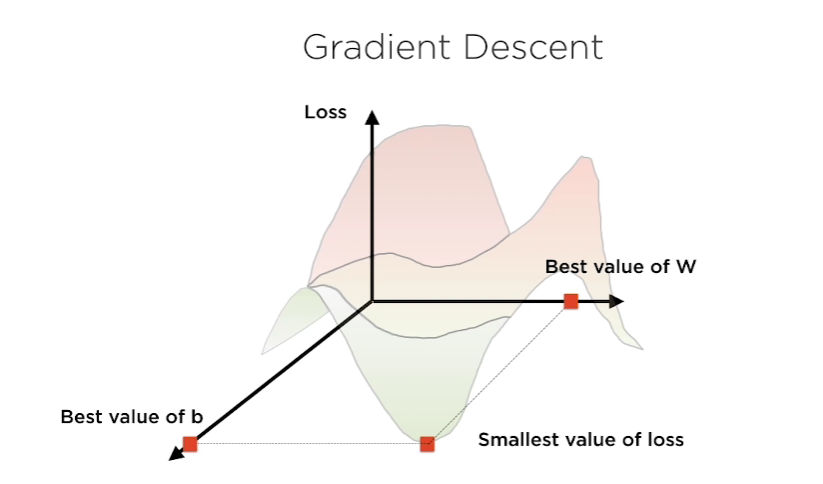 Gradient Descent
Loss
Best value of W
Best value of b
Smallest value of loss